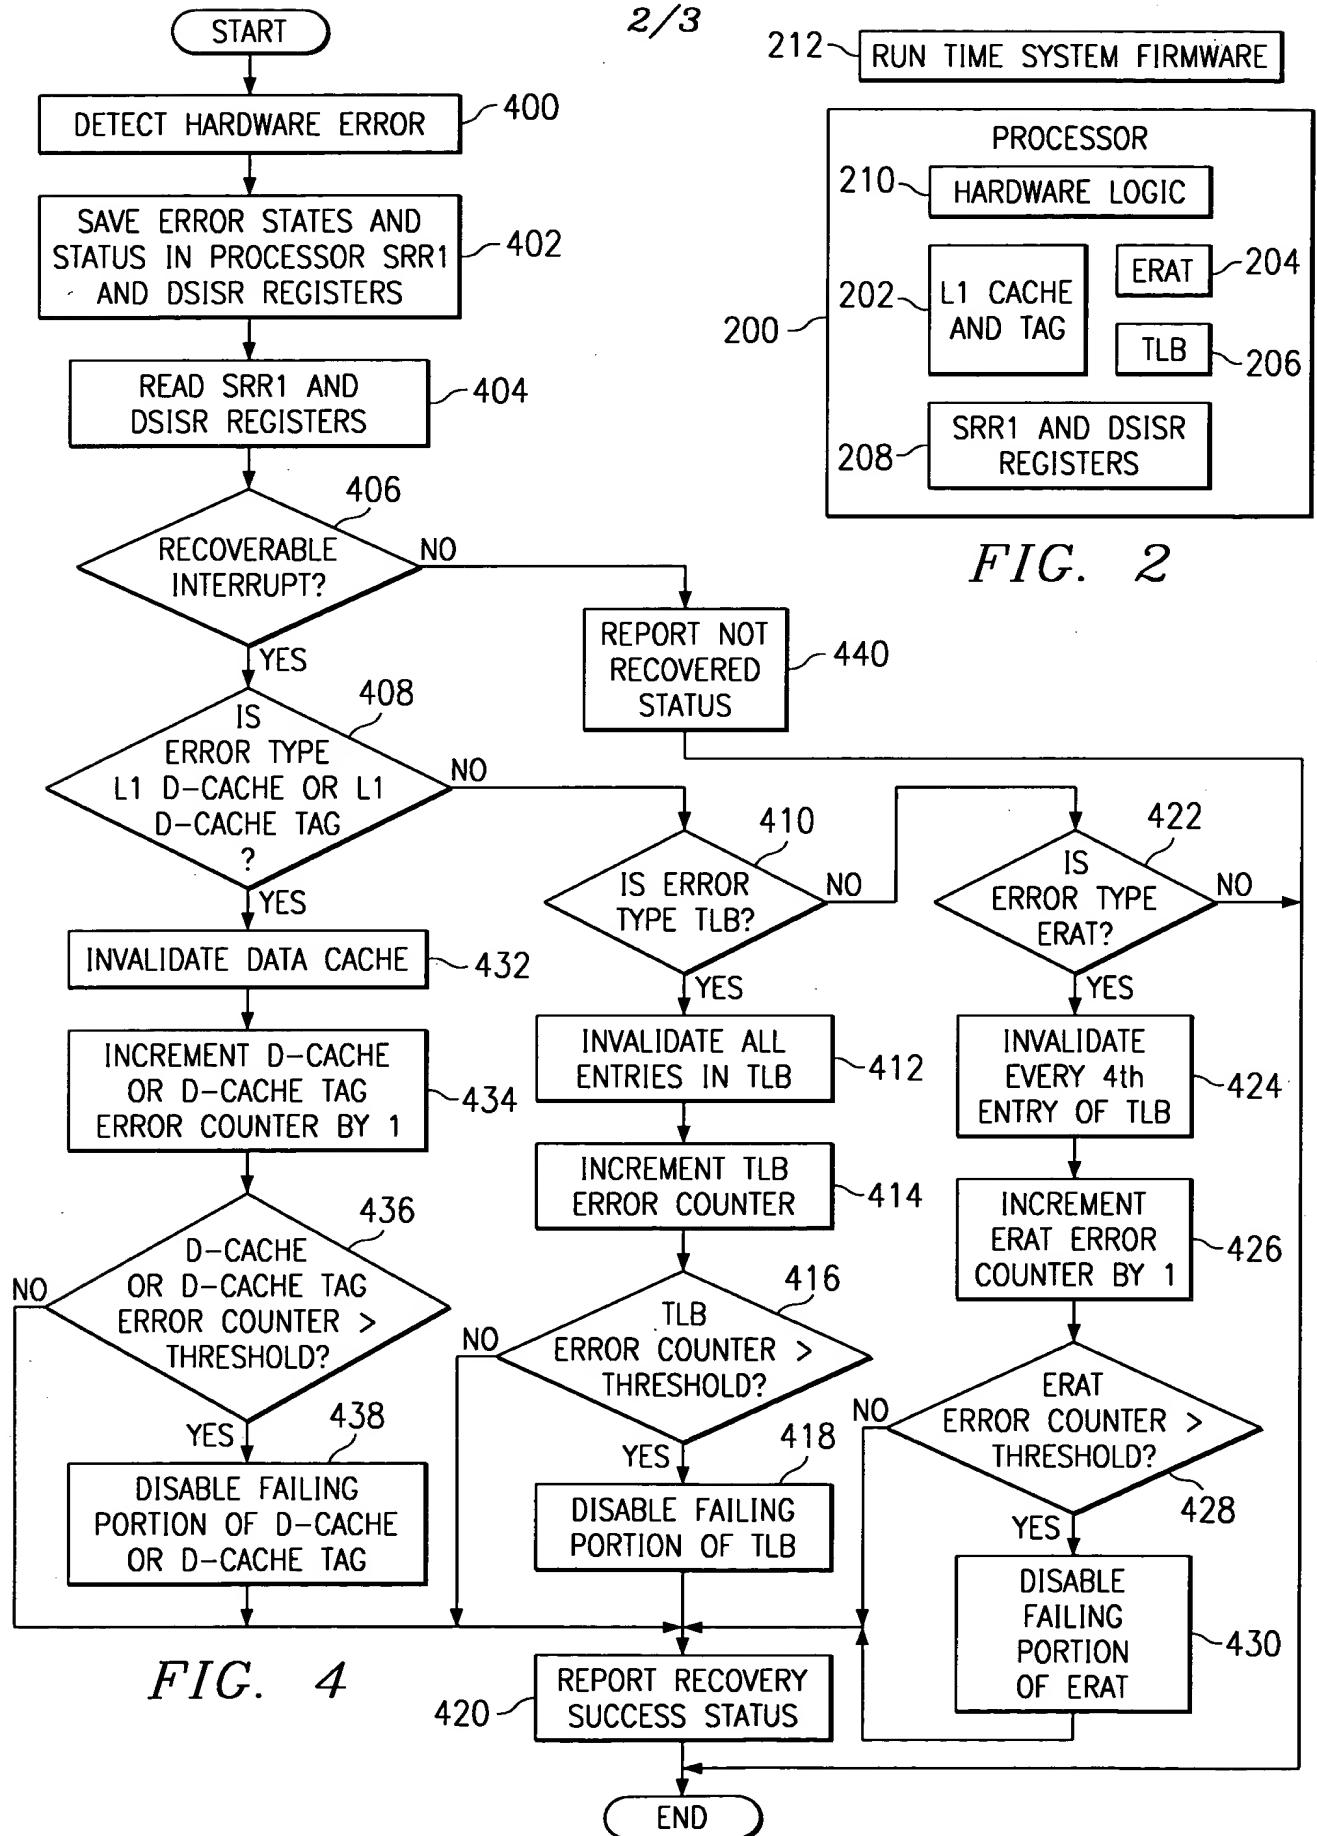 2/3
START
DETECT HARDWARE ERROR
400
SAVE ERROR STATES AND
STATUS IN PROCESSOR SRR1
AND DSISR REGISTERS
402
READ SRR1 AND
DSISR REGISTERS
404
406
RECOVERABLE
INTERRUPT?
NO
YES
REPORT NOT
RECOVERED
STATUS
440
408
IS
ERROR TYPE
L1 D-CACHE OR L1
D-CACHE TAG
?
NO
YES
410
IS ERROR
TYPE TLB?
NO
YES
422
IS
ERROR TYPE
ERAT?
NO
YES
INVALIDATE DATA CACHE
432
INCREMENT D-CACHE
OR D-CACHE TAG
ERROR COUNTER BY 1
434
436
D-CACHE
OR D-CACHE TAG
ERROR COUNTER >
THRESHOLD?
NO
YES
438
DISABLE FAILING
PORTION OF D-CACHE
OR D-CACHE TAG
INVALIDATE ALL
ENTRIES IN TLB
412
INCREMENT TLB
ERROR COUNTER
414
416
TLB
ERROR COUNTER >
THRESHOLD?
NO
YES
418
DISABLE FAILING
PORTION OF TLB
INVALIDATE
EVERY 4th
ENTRY OF TLB
424
INCREMENT
ERAT ERROR
COUNTER BY 1
426
ERAT
ERROR COUNTER >
THRESHOLD?
428
NO
YES
DISABLE
FAILING
PORTION
OF ERAT
430
REPORT RECOVERY
SUCCESS STATUS
420
END
FIG. 4
212
RUN TIME SYSTEM FIRMWARE
PROCESSOR
210
HARDWARE LOGIC
202
L1 CACHE
AND TAG
ERAT
204
TLB
206
200
208
SRR1 AND DSISR
REGISTERS
FIG. 2